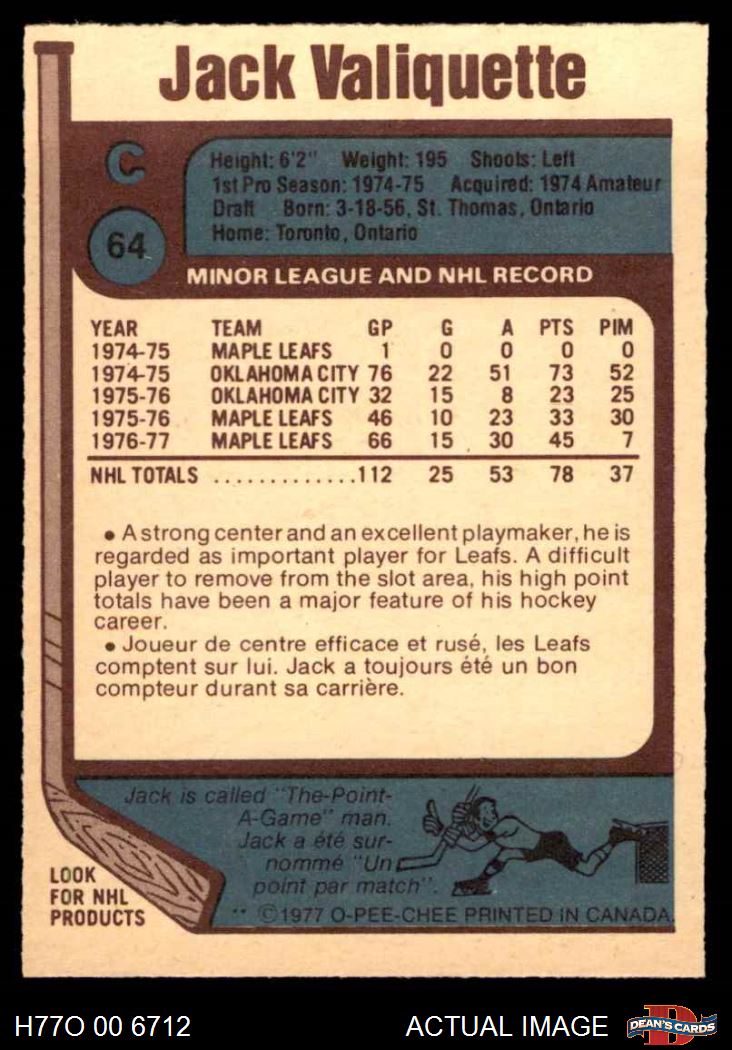 Jack Valiquette
C
64
Height: 6'2" Weight: 195 Shoots: Left
1st Pro Season: 1974-75 Acquired: 1974 Amateur
Draft Born: 3-18-56, St. Thomas, Ontario
Home: Toronto, Ontario
MINOR LEAGUE AND NHL RECORD
YEAR TEAM GP G A PTS PIM
1974-75 MAPLE LEAFS 1 0 0 0 0
1974-75 OKLAHOMA CITY 76 22 51 73 52
1975-76 OKLAHOMA CITY 32 15 8 23 25
1975-76 MAPLE LEAFS 46 10 23 33 30
1976-77 MAPLE LEAFS 66 15 30 45 7
NHL TOTALS .............112 25 53 78 37
• A strong center and an excellent playmaker, he is
regarded as important player for Leafs. A difficult
player to remove from the slot area, his high point
totals have been a major feature of his hockey
career.
• Joueur de centre efficace et rusé, les Leafs
comptent sur lui. Jack a toujours été un bon
compteur durant sa carrière.
Jack is called "The-Point-
A-Game" man.
Jack a été sur-
nommé "Un
point par match".
LOOK
FOR NHL
PRODUCTS
** ©1977 O-PEE-CHEE PRINTED IN CANADA.
H77O 00 6712
ACTUAL IMAGE
D
DEAN'S CARDS